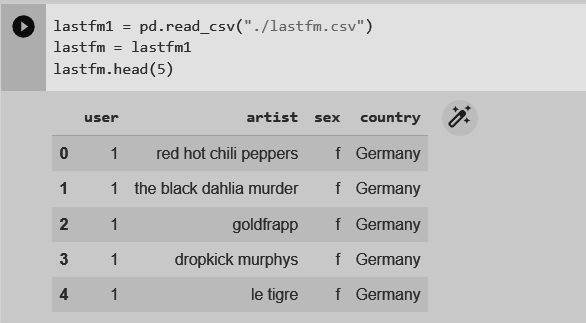 lastfm1 = pd.read_csv("./lastfm.csv")
lastfm = lastfm1
lastfm.head(5)
user artist sex country
0 1 red hot chili peppers f Germany
1 1 the black dahlia murder f Germany
2 1 goldfrapp f Germany
3 1 dropkick murphys f Germany
4 1 le tigre f Germany